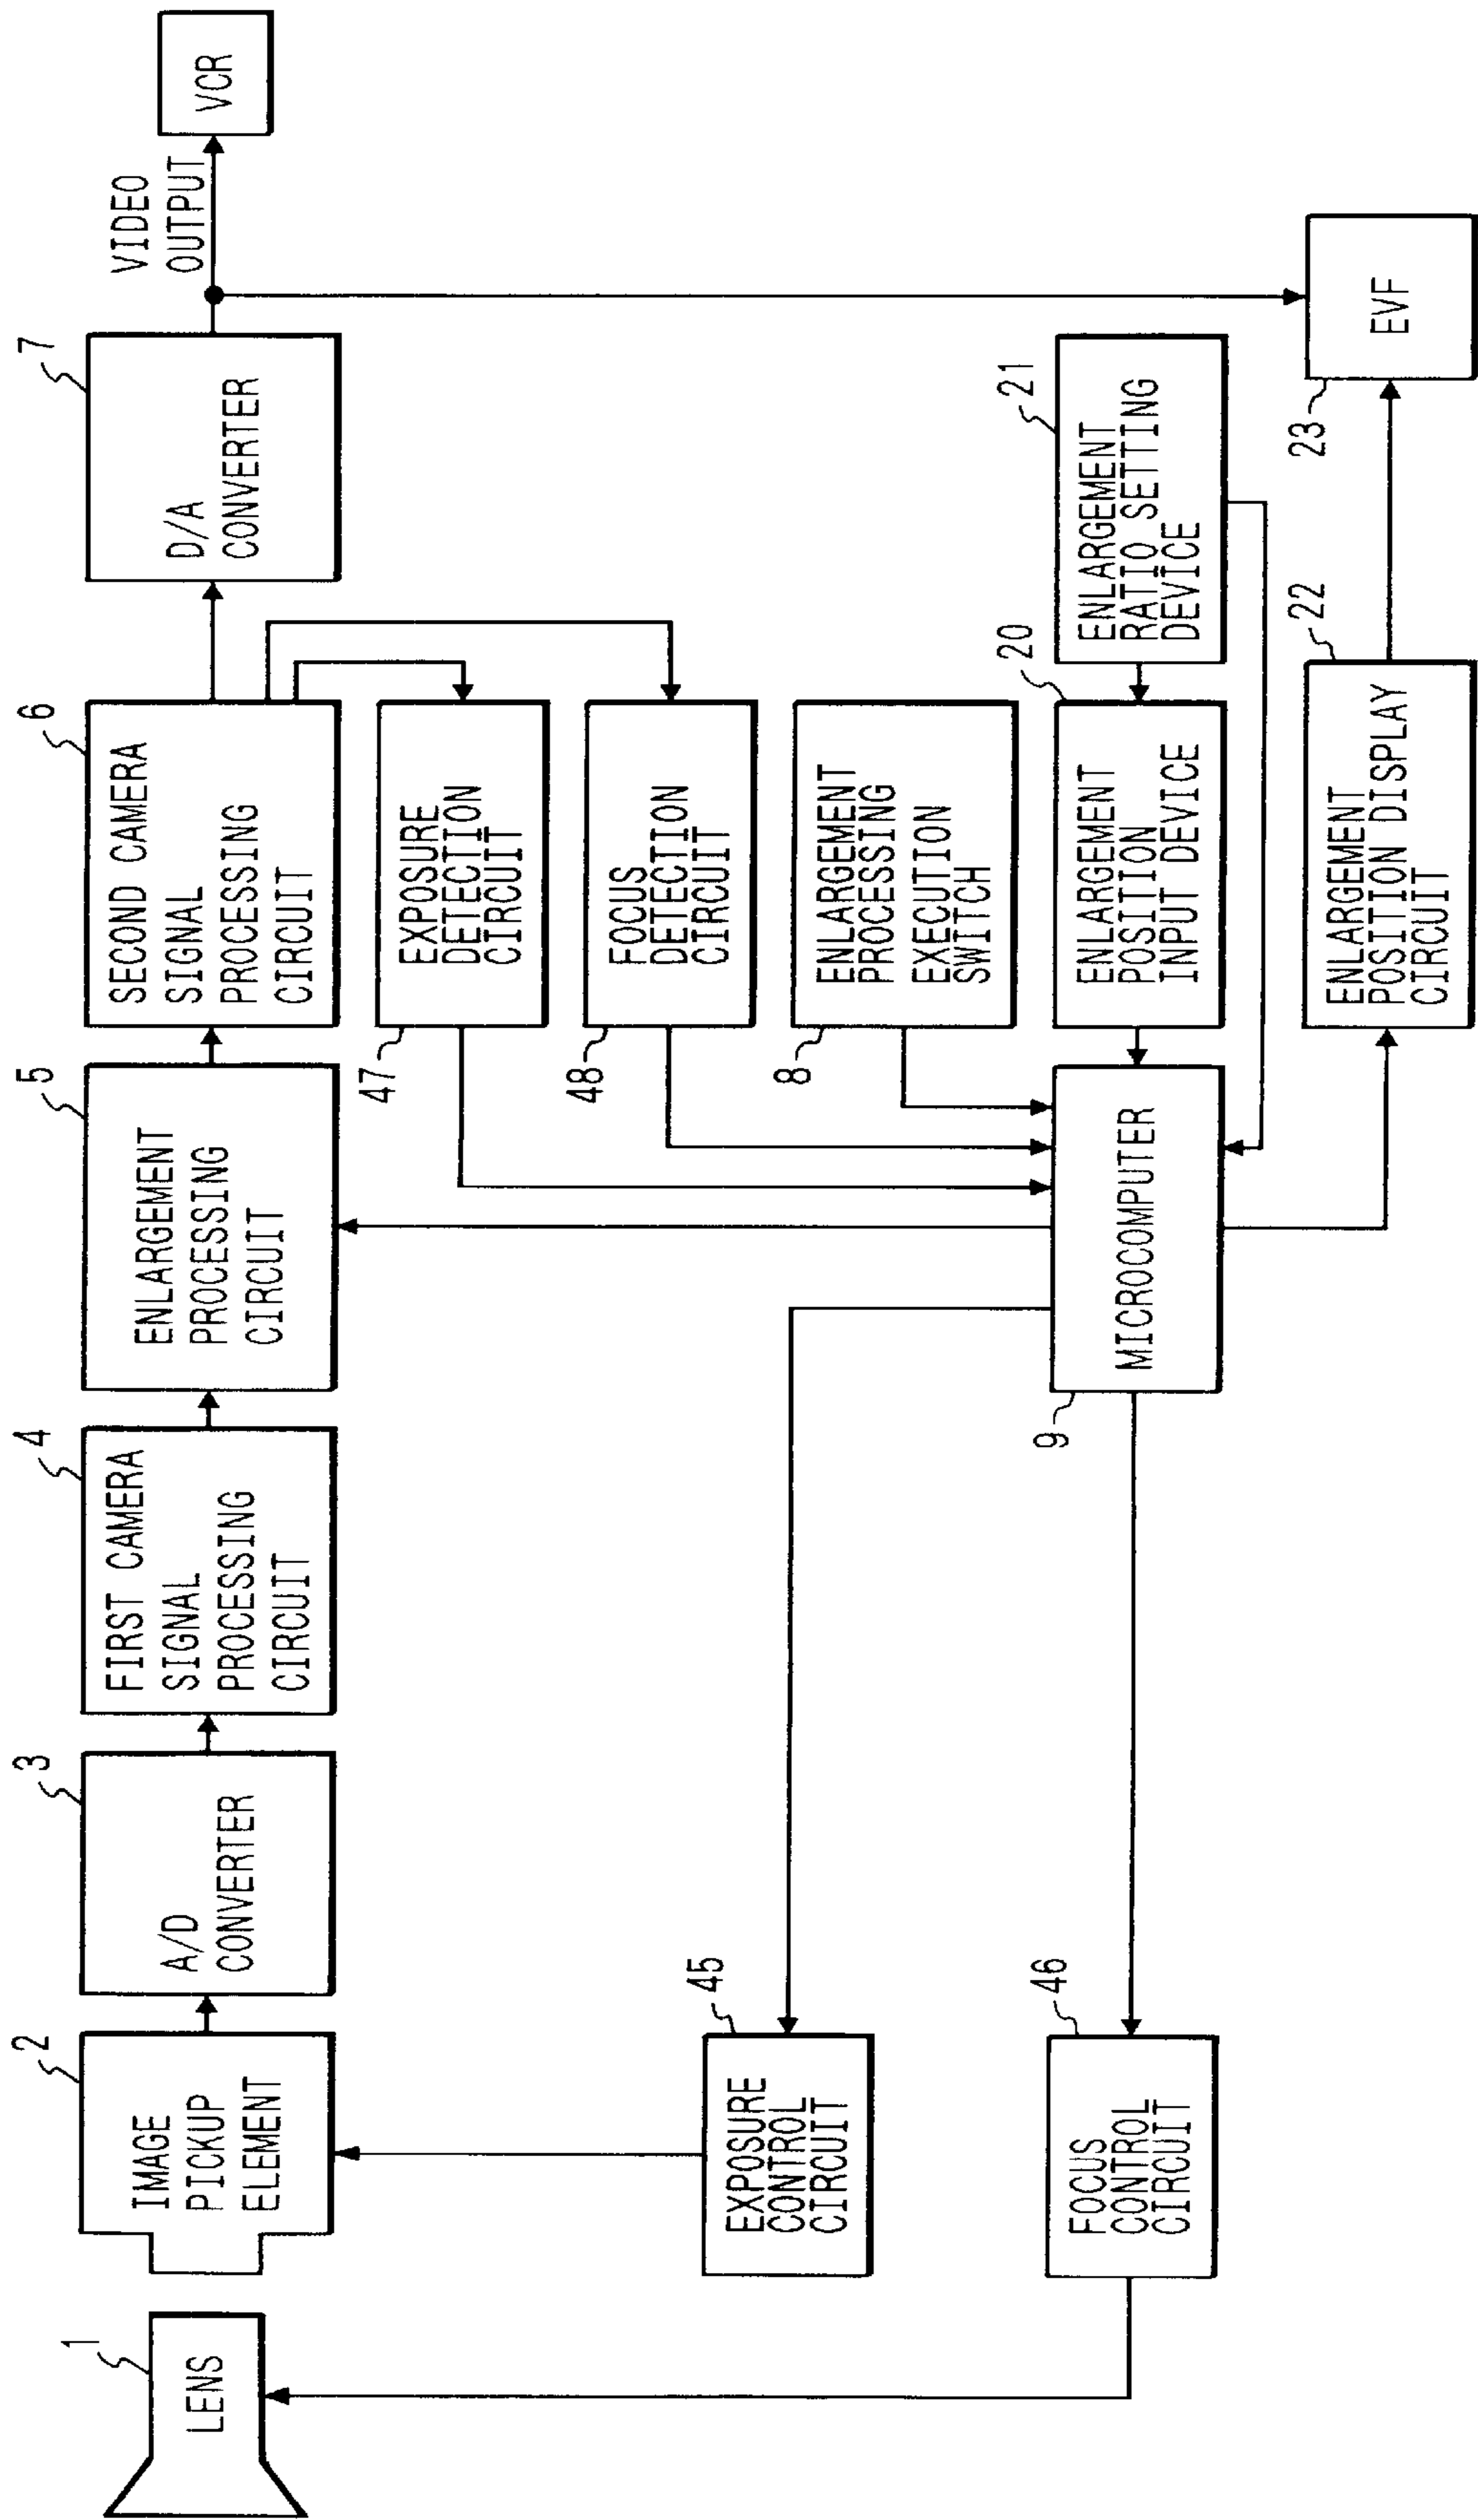 1
LENS
2
IMAGE
PICKUP
ELEMENT
3
A/D
CONVERTER
4
FIRST CAMERA
SIGNAL
PROCESSING
CIRCUIT
5
ENLARGEMENT
PROCESSING
CIRCUIT
6
SECOND CAMERA
SIGNAL
PROCESSING
CIRCUIT
7
D/A
CONVERTER
VIDEO
OUTPUT
VCR
47
EXPOSURE
DETECTION
CIRCUIT
48
FOCUS
DETECTION
CIRCUIT
8
ENLARGEMENT
PROCESSING
EXECUTION
SWITCH
45
EXPOSURE
CONTROL
CIRCUIT
46
FOCUS
CONTROL
CIRCUIT
9
MICROCOMPUTER
20
ENLARGEMENT
POSITION
INPUT DEVICE
21
ENLARGEMENT
RATIO SETTING
DEVICE
22
ENLARGEMENT
POSITION DISPLAY
CIRCUIT
23
EVF